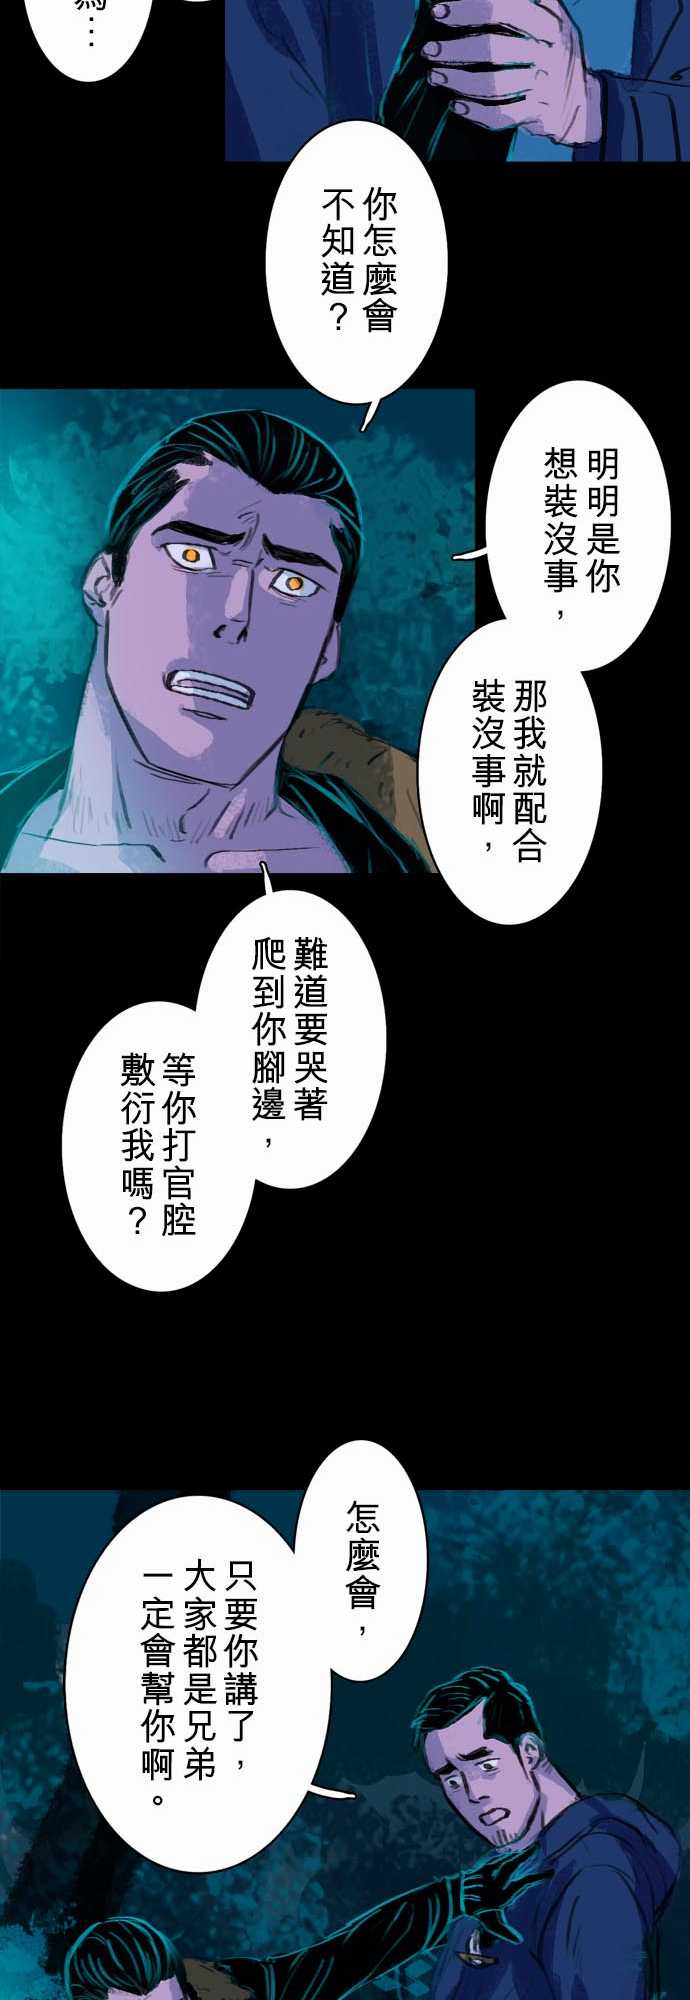 你怎麼會
不知道？
明明是你
想裝沒事，
那我就配合
裝沒事啊，
難道要哭著
爬到你腳邊，
等你打官腔
敷衍我嗎？
怎麼會，
只要你講了，
大家都是兄弟
一定會幫你啊。